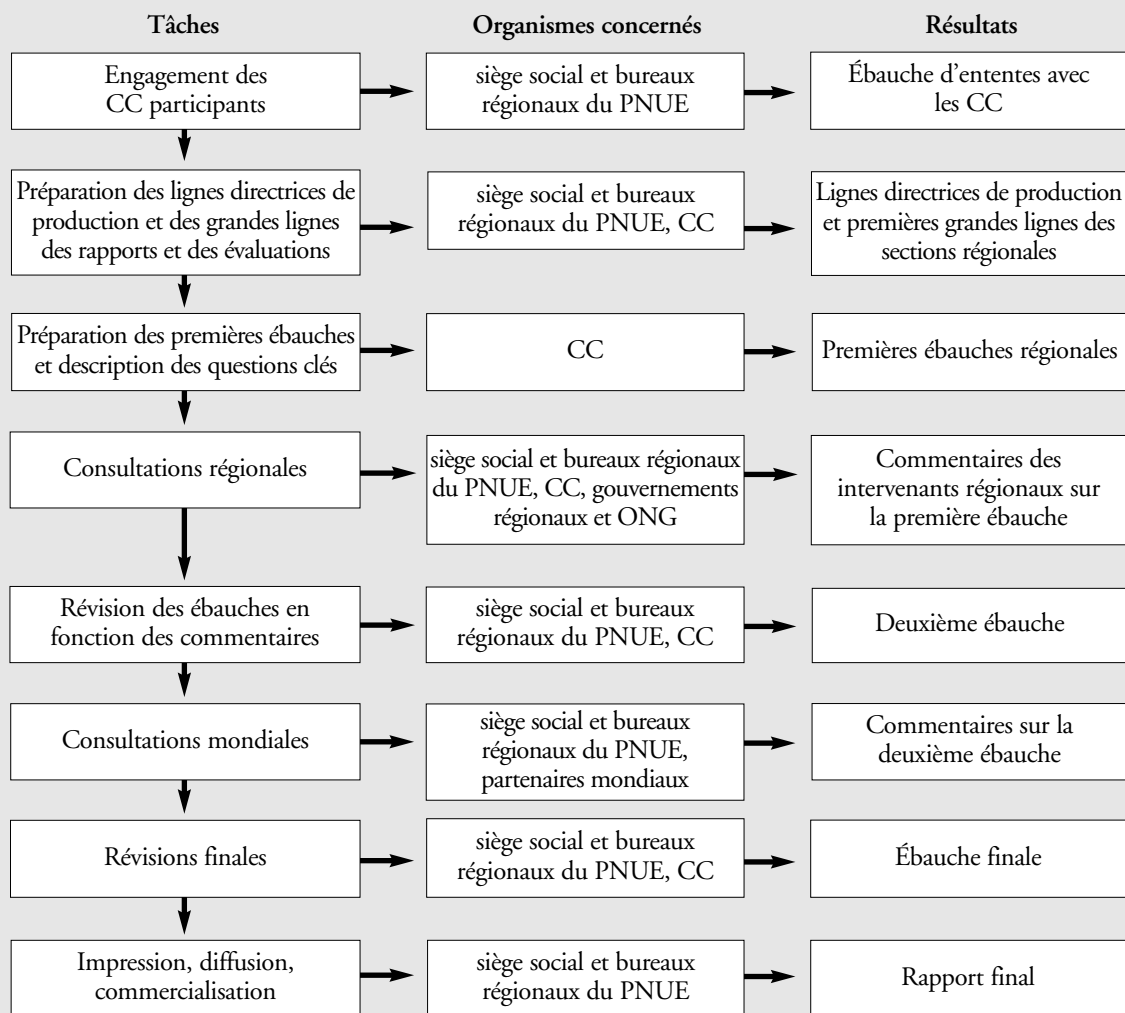 Tâches
Organismes concernés
Résultats
Engagement des
CC participants
siège social et bureaux
régionaux du PNUE
Ébauche d'ententes avec
les CC
Préparation des lignes directrices de
production et des grandes lignes
des rapports et des évaluations
siège social et bureaux
régionaux du PNUE, CC
Lignes directrices de production
et premières grandes lignes des
sections régionales
Préparation des premières ébauches
et description des questions clés
CC
Premières ébauches régionales
Consultations régionales
siège social et bureaux régionaux
du PNUE, CC, gouvernements
régionaux et ONG
Commentaires des
intervenants régionaux sur
la première ébauche
Révision des ébauches en
fonction des commentaires
siège social et bureaux
régionaux du PNUE, CC
Deuxième ébauche
Consultations mondiales
siège social et bureaux
régionaux du PNUE,
partenaires mondiaux
Commentaires sur la
deuxième ébauche
Révisions finales
siège social et bureaux
régionaux du PNUE, CC
Ébauche finale
Impression, diffusion,
commercialisation
siège social et bureaux
régionaux du PNUE
Rapport final